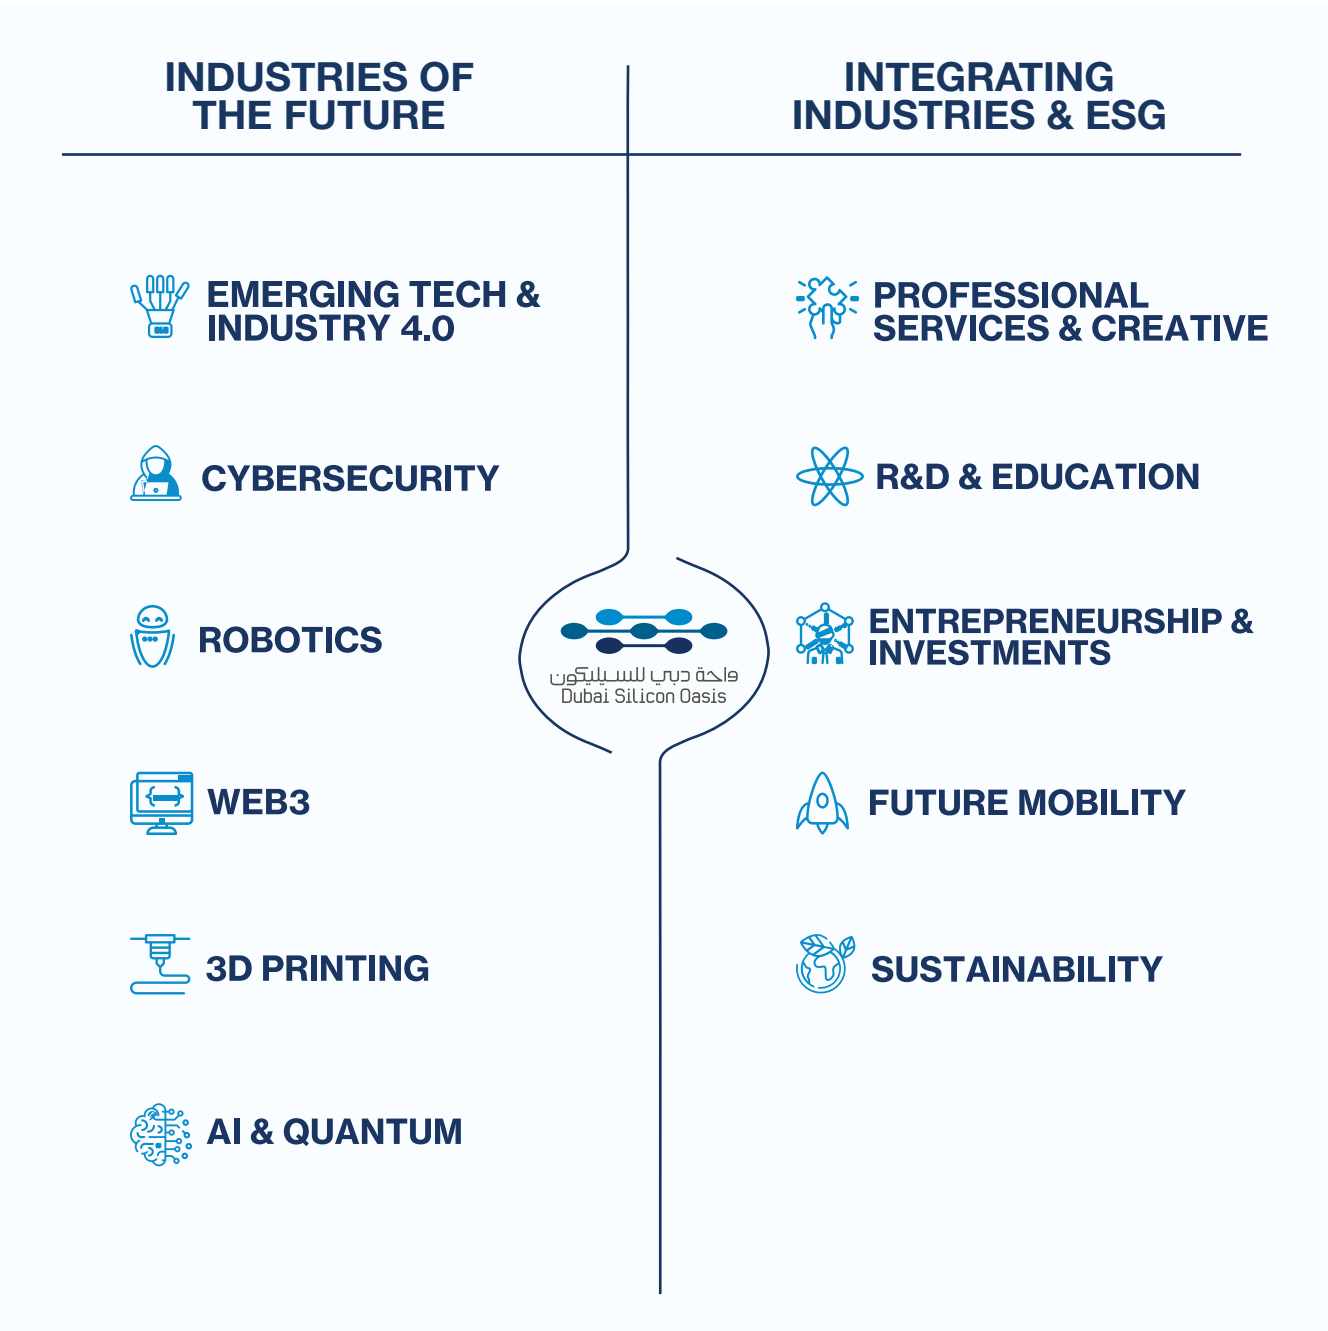 INDUSTRIES OF
THE FUTURE
EMERGING TECH &
INDUSTRY 4.0
CYBERSECURITY
ROBOTICS
WEB3
3D PRINTING
AI & QUANTUM
واحة دبي للسيليكون
Dubai Silicon Oasis
INTEGRATING
INDUSTRIES & ESG
PROFESSIONAL
SERVICES & CREATIVE
R&D & EDUCATION
ENTREPRENEURSHIP &
INVESTMENTS
FUTURE MOBILITY
SUSTAINABILITY